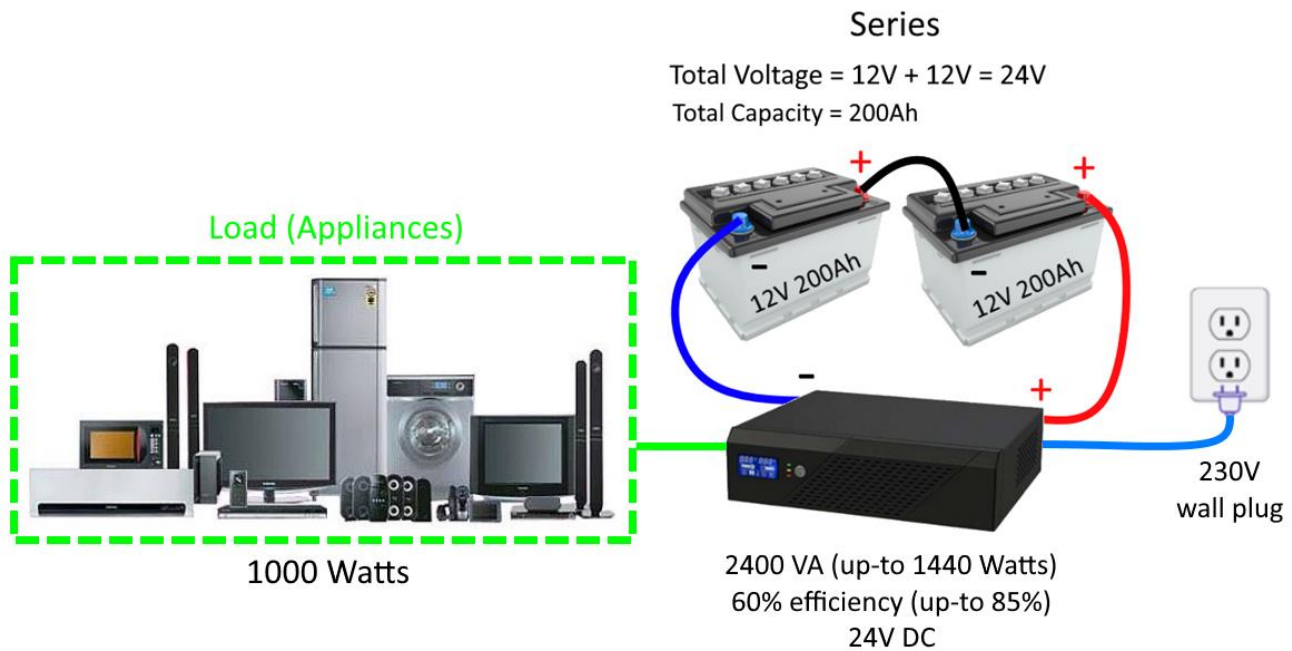 Series
Total Voltage = 12V + 12V = 24V
Total Capacity = 200Ah
+
+
Load (Appliances)
-
12V 200Ah
-
12V 200Ah
-
+
230V
wall plug
1000 Watts
2400 VA (up-to 1440 Watts)
60% efficiency (up-to 85%)
24V DC